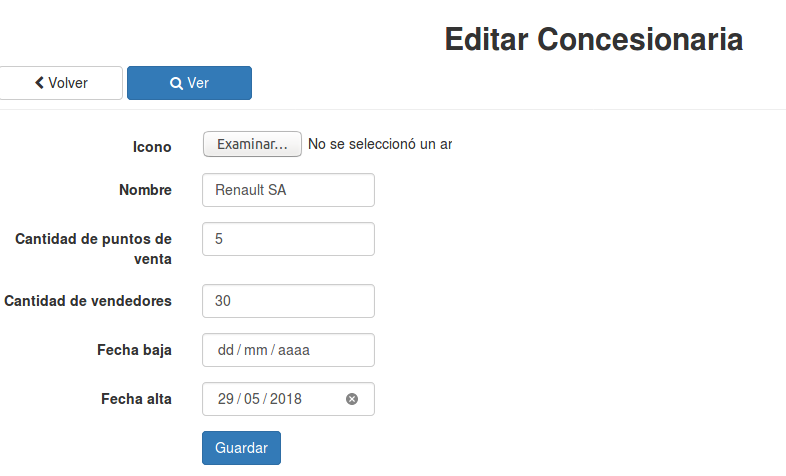 Editar Concesionaria
Volver
Ver
Icono
Examinar...
No se seleccionó un ar
Nombre
Renault SA
Cantidad de puntos de
venta
5
Cantidad de vendedores
30
Fecha baja
dd / mm / aaaa
Fecha alta
29 / 05 / 2018
Guardar